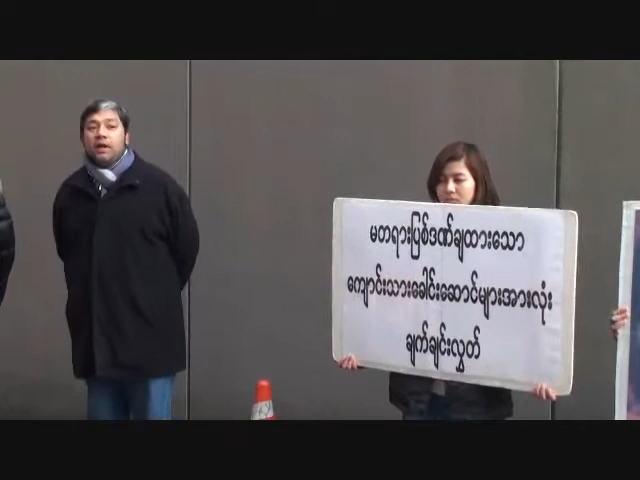 မတရားပြစ်ဒဏ်ချထားသော
ကျောင်းသားခေါင်းဆောင်များအားလုံး
ချက်ချင်းလွှတ်